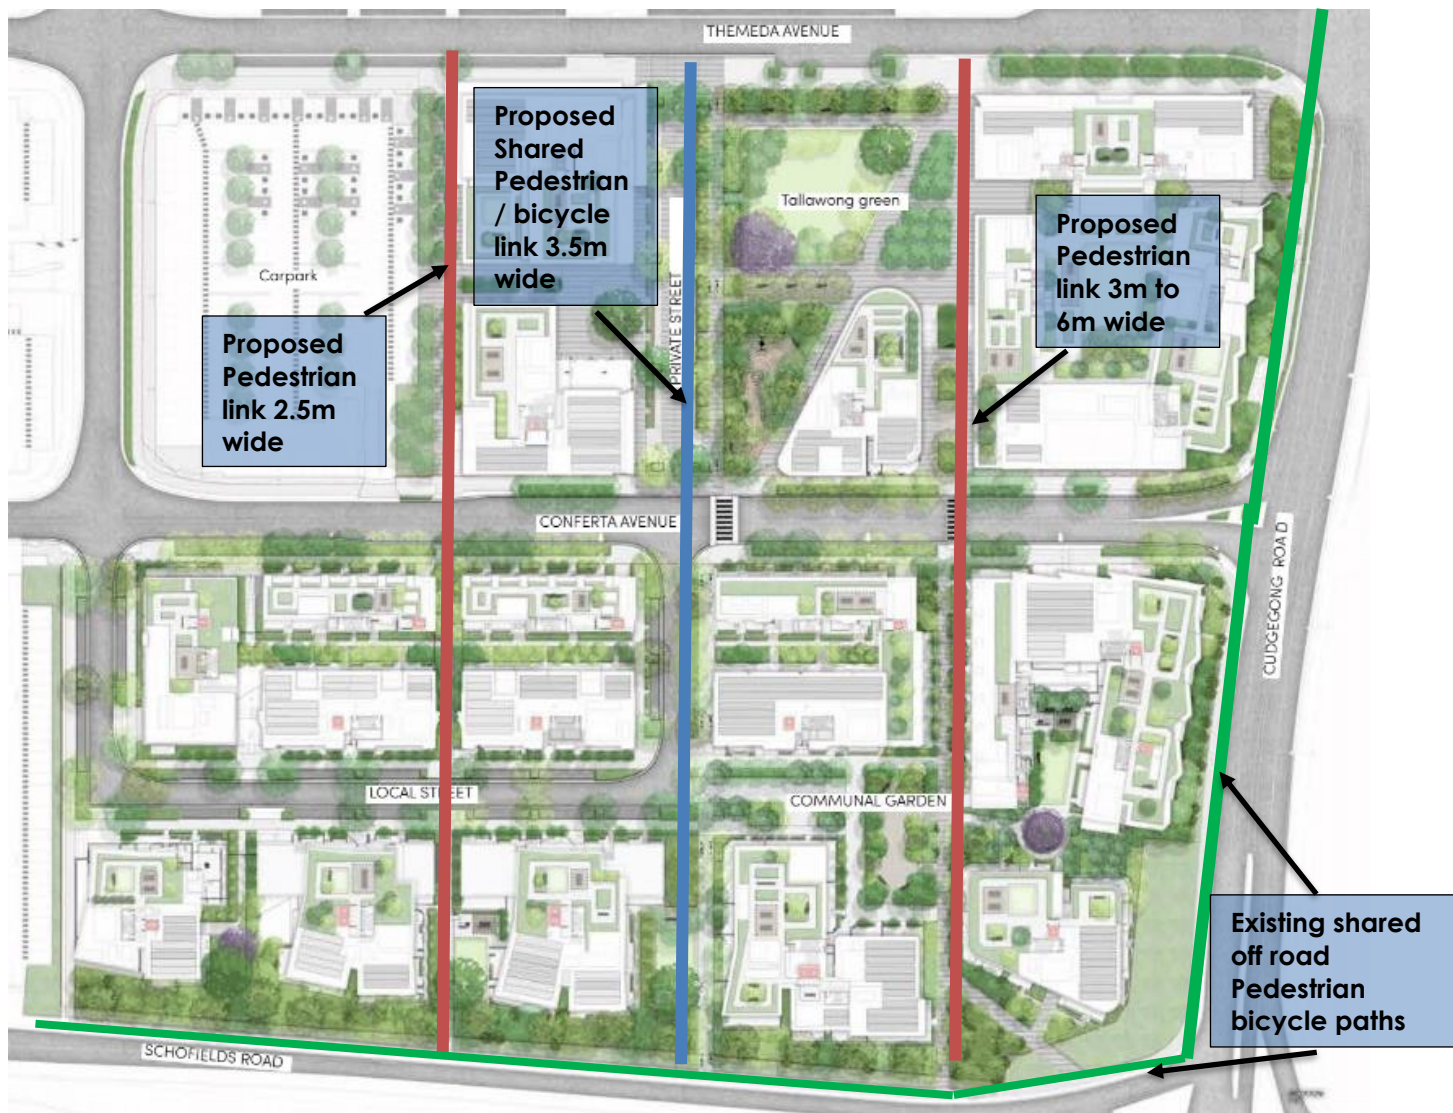 THEMEDA AVENUE
Proposed
Shared
Pedestrian
/ bicycle
link 3.5m
wide
Tallawong green
Proposed
Pedestrian
link 3m to
6m wide
Carpark
PRIVATE STREET
Proposed
Pedestrian
link 2.5m
wide
CONFERTA AVENUE
CUDGEGONG ROAD
LOCAL STREET
COMMUNAL GARDEN
Existing shared
off road
Pedestrian
bicycle paths
SCHOFIELDS ROAD